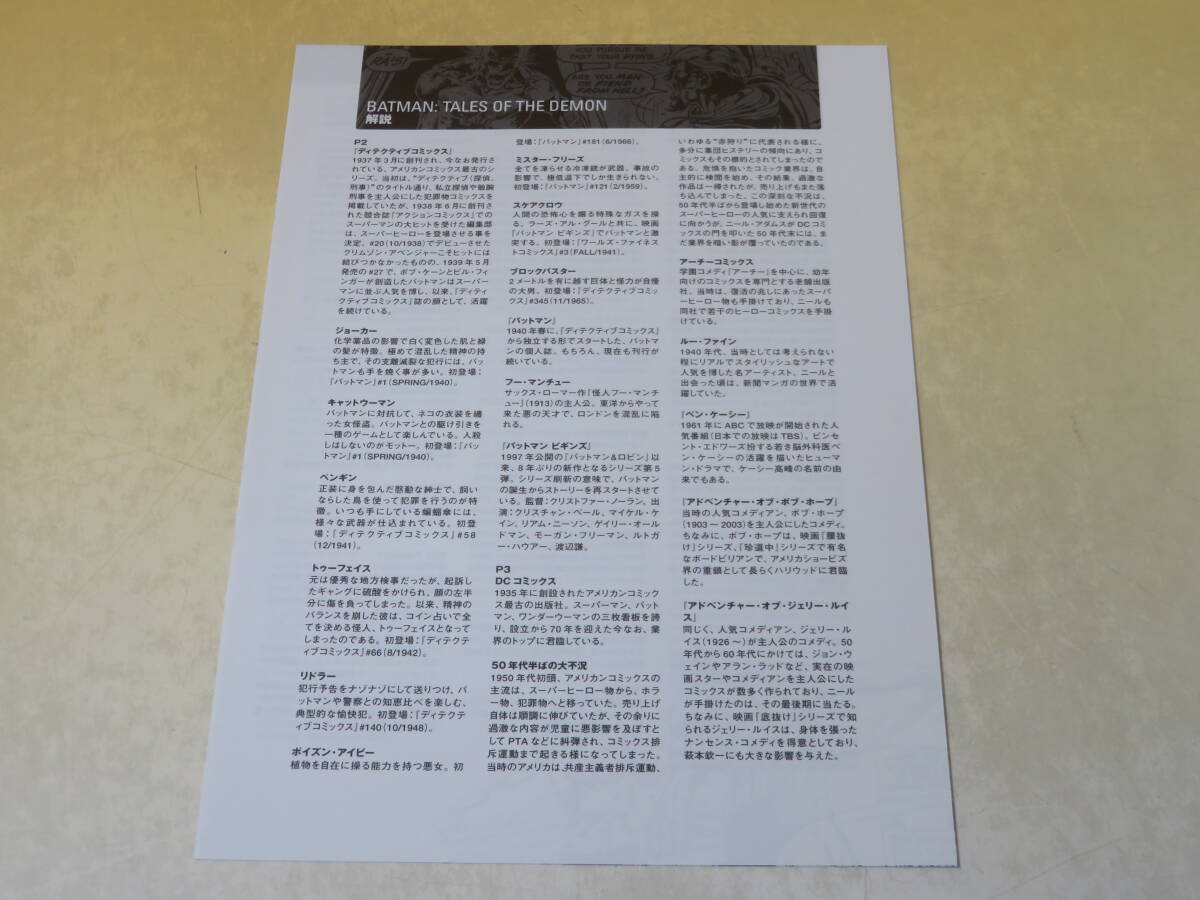 RA'S!
YOU PURSUE ME
PAST YOUR DYING...
ARE YOU MAN--
OR FIEND
FROM HELL?
BATMAN: TALES OF THE DEMON
解説
P2
『ディテクティブコミックス』
1937年3月に創刊され、今なお発行さ
れている、アメリカンコミックス最古のシ
リーズ。当初は、“ディテクティブ（探偵、
刑事）”のタイトル通り、私立探偵や敏腕
刑事を主人公にした犯罪物コミックスを
掲載していたが、1938年6月に創刊さ
れた競合誌『アクションコミックス』での
スーパーマンの大ヒットを受けた編集部
は、スーパーヒーローを登場させる事を
決定。#20(10/1938)でデビューさせた
クリムゾン・アベンジャーこそヒットには
結びつかなかったものの、1939年5月
発売の#27で、ボブ・ケーンとビル・フィ
ンガーが創造したバットマンはスーパー
マンに並ぶ人気を博し、以来、『ディティ
クティブコミックス』誌の顔として、活躍
を続けている。
ジョーカー
化学薬品の影響で白く変色した肌と緑
の髪が特徴。極めて混乱した精神の持
ち主で、その支離滅裂な犯行には、バッ
トマンも手を焼く事が多い。初登場：
『バットマン』#1(SPRING/1940)。
キャットウーマン
バットマンに対抗して、ネコの衣装を纏
った女怪盗。バットマンとの駆け引きを
一種のゲームとして楽しんでいる。人殺
しはしないのがモットー。初登場：『バッ
トマン』#1(SPRING/1940)。
ペンギン
正装に身を包んだ慇懃な紳士で、飼い
ならした鳥を使って犯罪を行うのが特
徴。いつも手にしている蝙蝠傘には、
様々な武器が仕込まれている。初登
場：『ディテクティブコミックス』#58
(12/1941)。
トゥーフェイス
元は優秀な地方検事だったが、起訴し
たギャングに硫酸をかけられ、顔の左半
分に傷を負ってしまった。以来、精神の
バランスを崩した彼は、コイン占いで全
てを決める怪人、トゥーフェイスとなって
しまったのである。初登場：『ディテクテ
ィブコミックス』#66(8/1942)。
リドラー
犯行予告をナゾナゾにして送りつけ、バ
ットマンや警察との知恵比べを楽しむ、
典型的な愉快犯。初登場：『ディテクテ
ィブコミックス』#140(10/1948)。
ポイズン・アイビー
植物を自在に操る能力を持つ悪女。初
登場：『バットマン』#181(6/1966)。
ミスター・フリーズ
全てを凍らせる冷凍銃が武器。事故の
影響で、極低温下でしか生きられない。
初登場：『バットマン』#121(2/1959)。
スケアクロウ
人間の恐怖心を煽る特殊なガスを操
る。ラーズ・アル・グールと共に、映画
『バットマン ビギンズ』でバットマンと激
突する。初登場：『ワールズ・ファイネス
トコミックス』#3(FALL/1941)。
ブロックバスター
2メートルを有に越す巨体と怪力が自慢
の大男。初登場：『ディテクティブコミッ
クス』#345(11/1965)。
『バットマン』
1940年春に、『ディテクティブコミックス』
から独立する形でスタートした、バットマ
ンの個人誌。もちろん、現在も刊行が
続いている。
フー・マンチュー
サックス・ローマー作『怪人フー・マンチ
ュー』(1913)の主人公。東洋からやって
来た悪の天才で、ロンドンを混乱に陥
れる。
『バットマン ビギンズ』
1997年公開の『バットマン&ロビン』以
来、8年ぶりの新作となるシリーズ第5
弾。シリーズ刷新の意味で、バットマン
の誕生からストーリーを再スタートさせて
いる。監督：クリストファー・ノーラン、出
演：クリスチャン・ベール、マイケル・ケ
イン、リアム・ニーソン、ゲイリー・オール
ドマン、モーガン・フリーマン、ルトガ
ー・ハウアー、渡辺謙。
P3
DCコミックス
1935年に創設されたアメリカンコミック
ス最古の出版社。スーパーマン、バット
マン、ワンダーウーマンの三枚看板を誇
り、設立から70年を迎えた今なお、業
界のトップに君臨している。
50年代半ばの大不況
1950年代初頭、アメリカンコミックスの
主流は、スーパーヒーロー物から、ホラ
ー物、犯罪物へと移っていた。売り上げ
自体は順調に伸びていたが、その余りに
過激な内容が児童に悪影響を及ぼすと
してPTAなどに糾弾され、コミックス排
斥運動まで起きる様になってしまった。
当時のアメリカは、共産主義者排斥運動、
いわゆる“赤狩り”に代表される様に、
多分に集団ヒステリーの傾向にあり、コ
ミックスもその標的とされてしまったので
ある。危惧を抱いたコミック業界は、自
主的に検閲を始め、その結果、過激な
作品は一掃されたが、売り上げもまた落
ち込んでしまった。この深刻な不況は、
50年代半ばから登場し始めた新世代の
スーパーヒーローの人気に支えられ回復
に向かうが、ニール・アダムスがDCコミ
ックスの門を叩いた50年代末には、ま
だ業界を暗い影が覆っていたのである。
アーチーコミックス
学園コメディ『アーチー』を中心に、幼年
向けのコミックスを専門とする老舗出版
社。当時は、復活の兆しにあったスーパ
ーヒーロー物も手掛けており、ニールも
同社で若干のヒーローコミックスを手掛
けている。
ルー・ファイン
1940年代、当時としては考えられない
程にリアルでスタイリッシュなアートで
人気を博した名アーティスト。ニールと
出会った頃は、新聞マンガの世界で活
躍していた。
『ベン・ケーシー』
1961年にABCで放映が開始された人
気番組(日本での放映はTBS)。ビンセ
ント・エドワーズ扮する若き脳外科医ベ
ン・ケーシーの活躍を描いたヒューマ
ン・ドラマで、ケーシー高峰の名前の由
来でもある。
『アドベンチャー・オブ・ボブ・ホープ』
当時の人気コメディアン、ボブ・ホープ
(1903～2003)を主人公にしたコメディ。
ちなみに、ボブ・ホープは、映画『腰抜
け』シリーズ、『珍道中』シリーズで有名
なボードビリアンで、アメリカショービズ
界の重鎮として長らくハリウッドに君臨
した。
『アドベンチャー・オブ・ジェリー・ルイ
ス』
同じく、人気コメディアン、ジェリー・ル
イス(1926～)が主人公のコメディ。50
年代から60年代にかけては、ジョン・ウ
ェインやアラン・ラッドなど、実在の映
画スターやコメディアンを主人公にした
コミックスが数多く作られており、ニール
が手掛けたのは、その最後期に当たる。
ちなみに、映画『底抜け』シリーズで知
られるジェリー・ルイスは、身体を張った
ナンセンス・コメディを得意としており、
萩本欽一にも大きな影響を与えた。